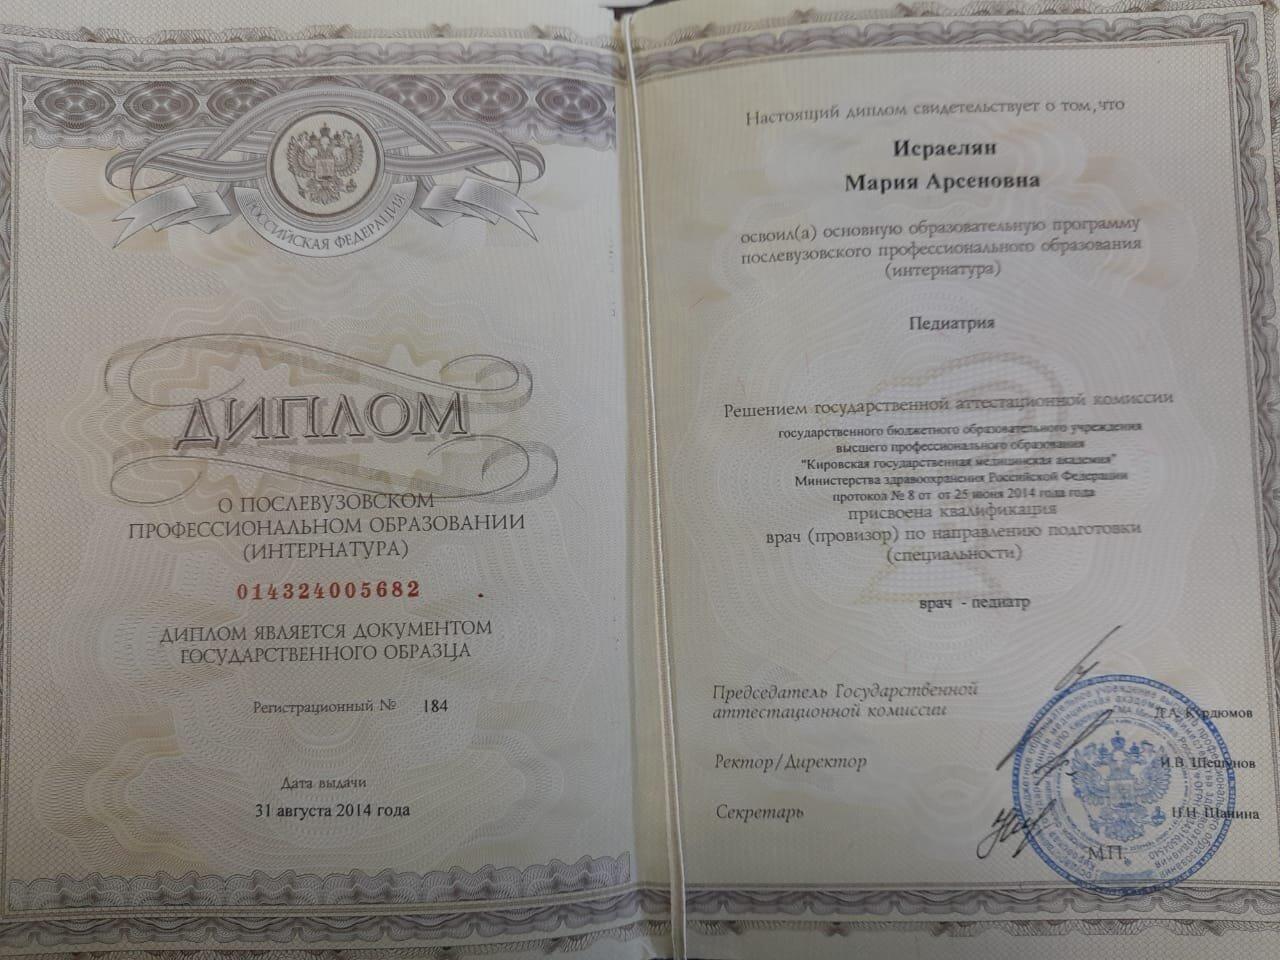 РОССИЙСКАЯ ФЕДЕРАЦИЯ
ДИПЛОМ
О ПОСЛЕВУЗОВСКОМ
ПРОФЕССИОНАЛЬНОМ ОБРАЗОВАНИИ
(ИНТЕРНАТУРА)
014324005682
ДИПЛОМ ЯВЛЯЕТСЯ ДОКУМЕНТОМ
ГОСУДАРСТВЕННОГО ОБРАЗЦА
Регистрационный № 184
Дата выдачи
31 августа 2014 года
Настоящий диплом свидетельствует о том, что
Исраелян
Мария Арсеновна
освоил(а) основную образовательную программу
послевузовского профессионального образования
(интернатура)
Педиатрия
Решением государственной аттестационной комиссии
государственного бюджетного образовательного учреждения
высшего профессионального образования
"Кировская государственная медицинская академия"
Министерства здравоохранения Российской Федерации
протокол № 8 от от 25 июня 2014 года года
присвоена квалификация
врач (провизор) по направлению подготовки
(специальности)
врач - педиатр
Председатель Государственной
аттестационной комиссии
Д.А. Курдюмов
Ректор/Директор
И.В. Шешунов
Секретарь
Н.Н. Шанина
М.П.